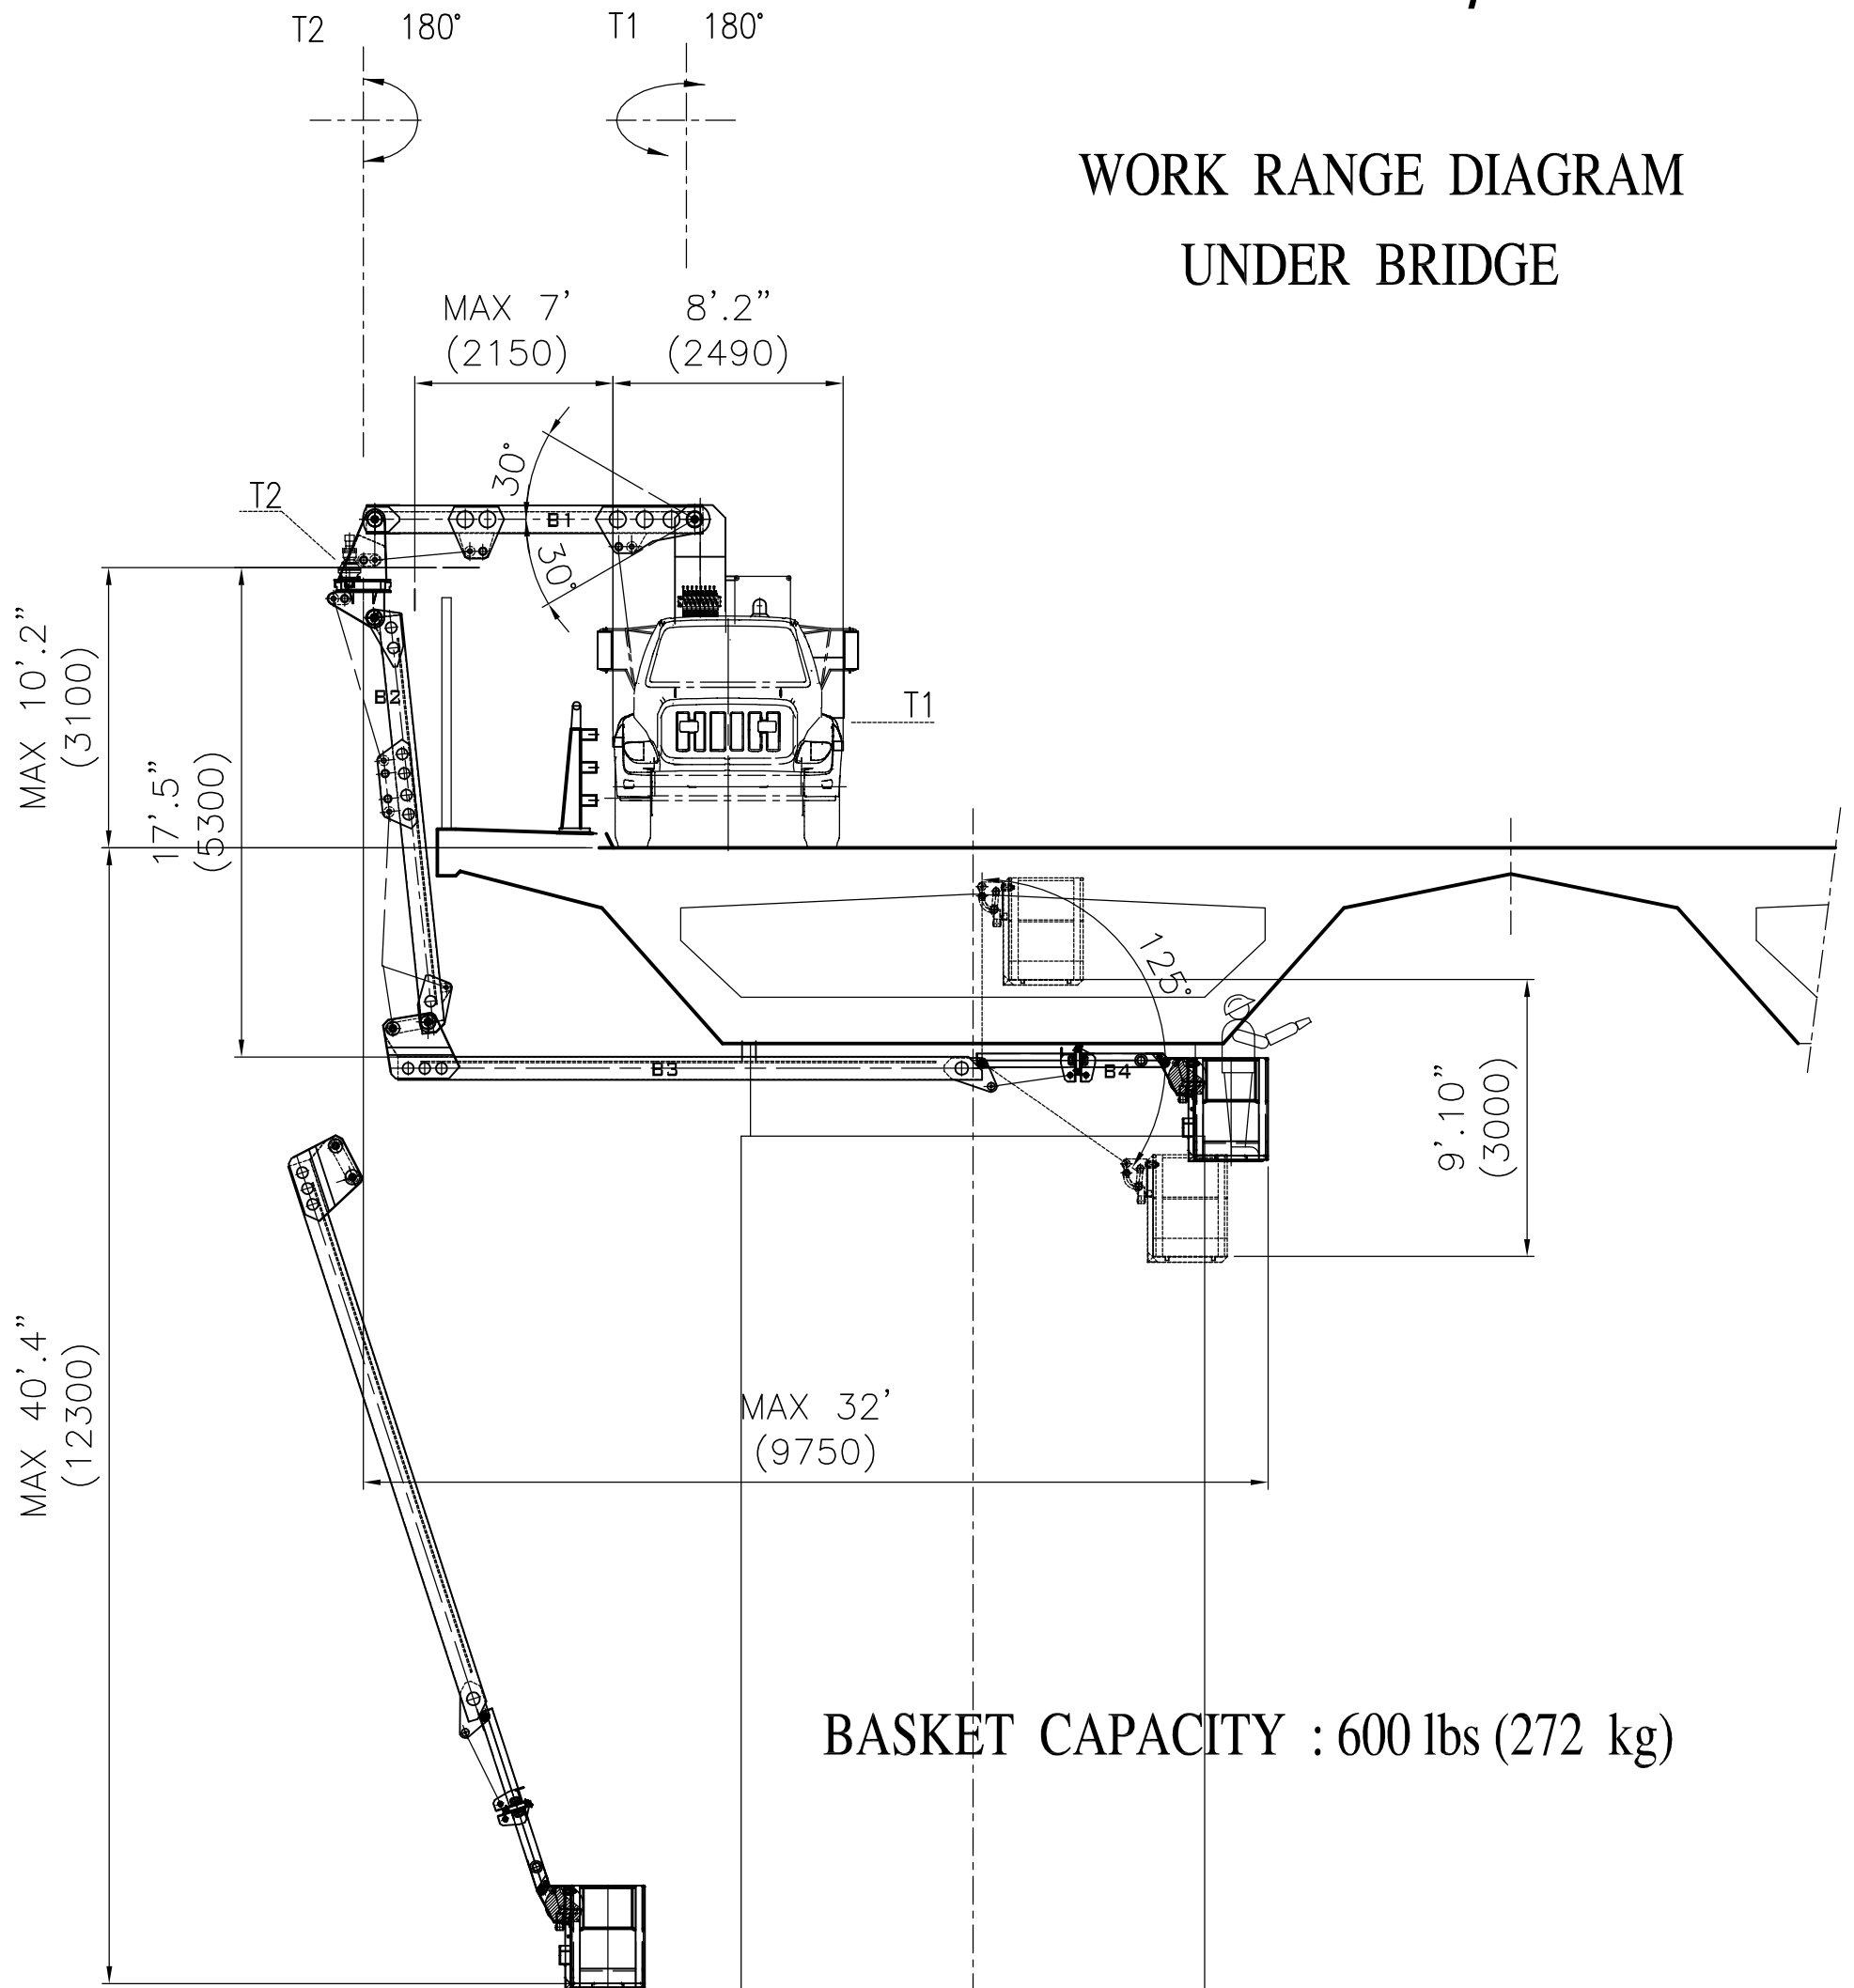 T2 180°
T1 180°
WORK RANGE DIAGRAM
UNDER BRIDGE
MAX 7'
(2150)
8'.2”
(2490)
30°
30°
B1
T2
T1
B2
MAX 10'.2”
(3100)
17'.5”
(5300)
125°
B3
B4
9'.10”
(3000)
MAX 40'.4”
(12300)
MAX 32'
(9750)
BASKET CAPACITY : 600 lbs (272 kg)